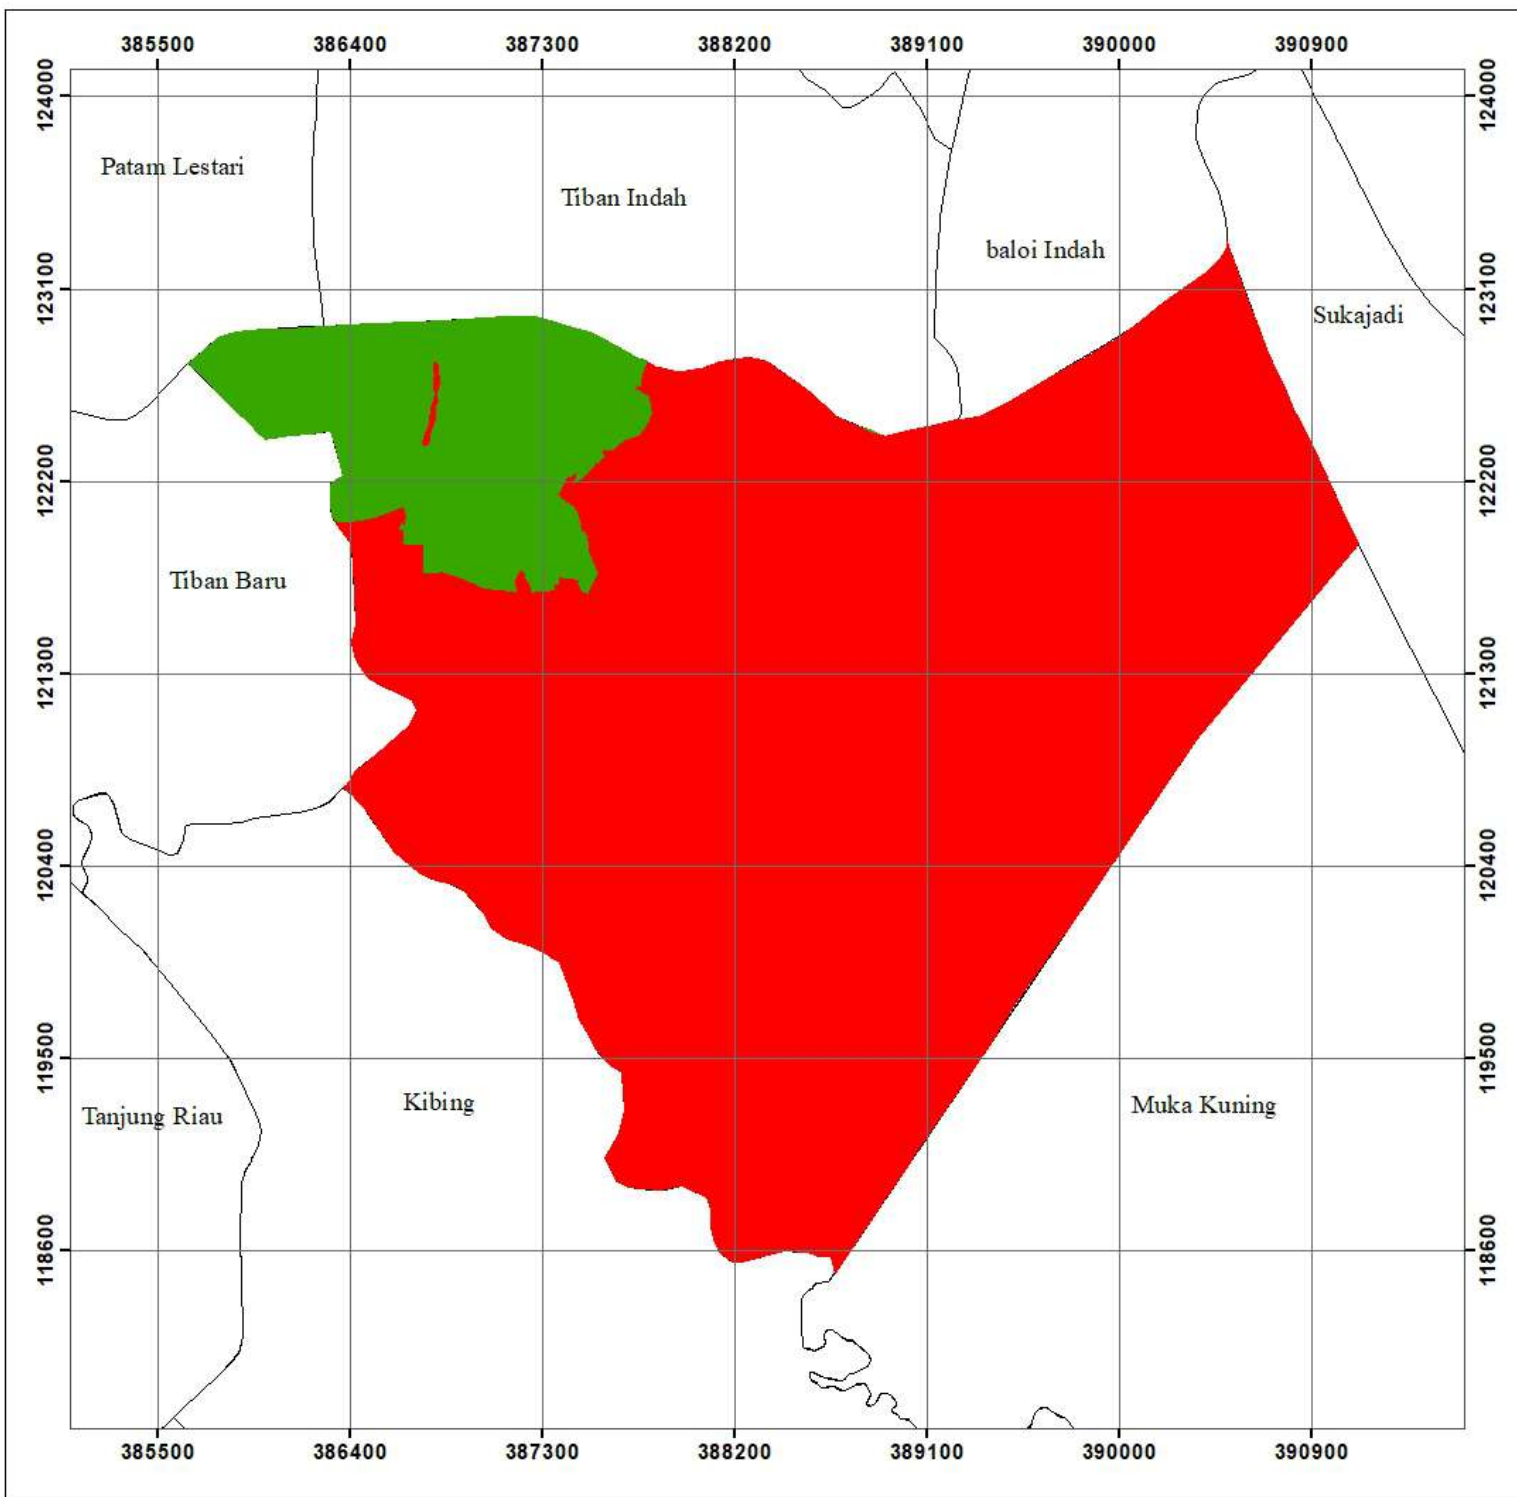 385500 386400 387300 388200 389100 390000 390900
124000 124000
Patam Lestari
Tiban Indah
baloi Indah
123100 123100
Sukajadi
122200 122200
Tiban Baru
121300 121300
120400 120400
119500 119500
Kibing
Muka Kuning
Tanjung Riau
118600 118600
385500 386400 387300 388200 389100 390000 390900